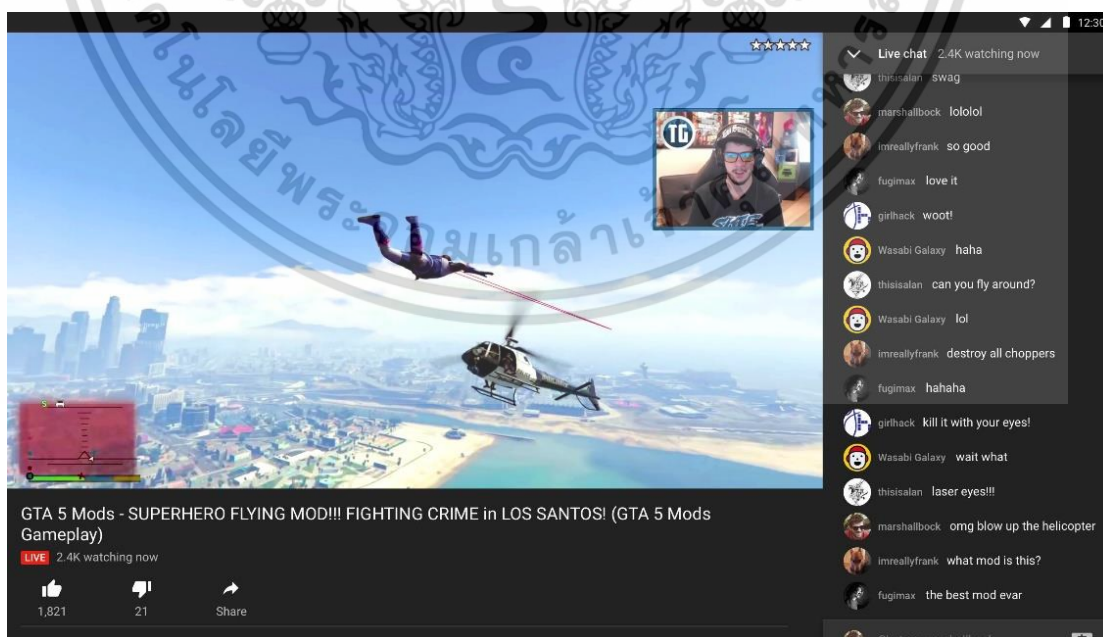 12:30
TG
SKATE
Live chat 2.4K watching now
thisisalan swag
marshallbock lololol
imreallyfrank so good
fugimax love it
girlhack woot!
Wasabi Galaxy haha
thisisalan can you fly around?
Wasabi Galaxy lol
imreallyfrank destroy all choppers
fugimax hahaha
girlhack kill it with your eyes!
Wasabi Galaxy wait what
thisisalan laser eyes!!!
marshallbock omg blow up the helicopter
imreallyfrank what mod is this?
fugimax the best mod evar
S
GTA 5 Mods - SUPERHERO FLYING MOD!!! FIGHTING CRIME in LOS SANTOS! (GTA 5 Mods
Gameplay)
LIVE 2.4K watching now
1,821 21 Share